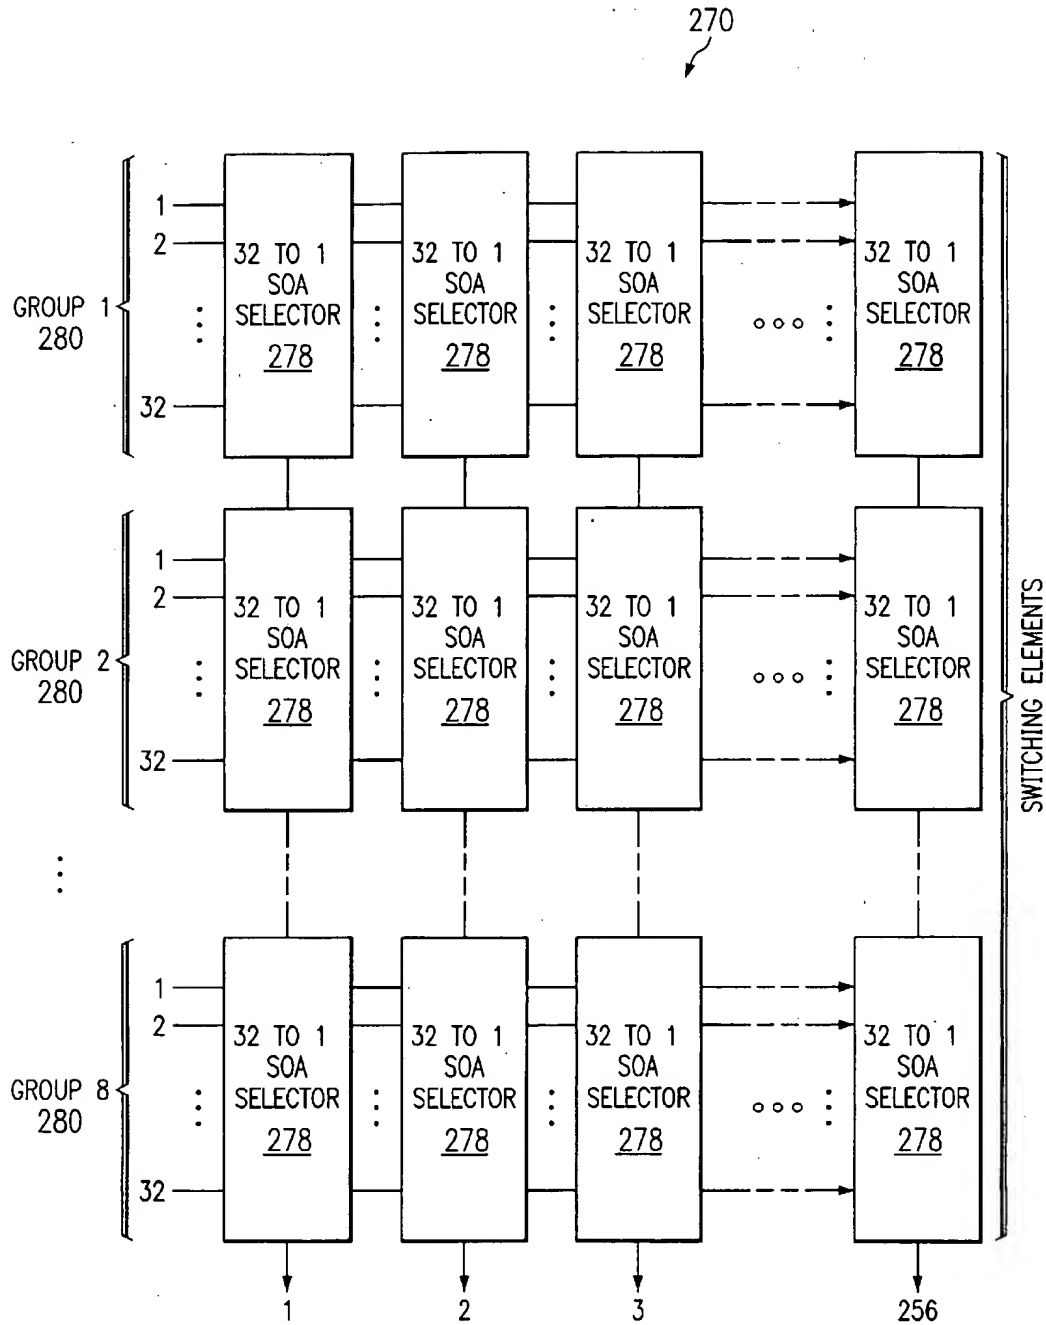 270
1
2
32
GROUP 1
280
32 TO 1
SOA
SELECTOR
278
32 TO 1
SOA
SELECTOR
278
32 TO 1
SOA
SELECTOR
278
32 TO 1
SOA
SELECTOR
278
1
2
32
GROUP 2
280
32 TO 1
SOA
SELECTOR
278
32 TO 1
SOA
SELECTOR
278
32 TO 1
SOA
SELECTOR
278
32 TO 1
SOA
SELECTOR
278
SWITCHING ELEMENTS
1
2
32
GROUP 8
280
32 TO 1
SOA
SELECTOR
278
32 TO 1
SOA
SELECTOR
278
32 TO 1
SOA
SELECTOR
278
32 TO 1
SOA
SELECTOR
278
1
2
3
256